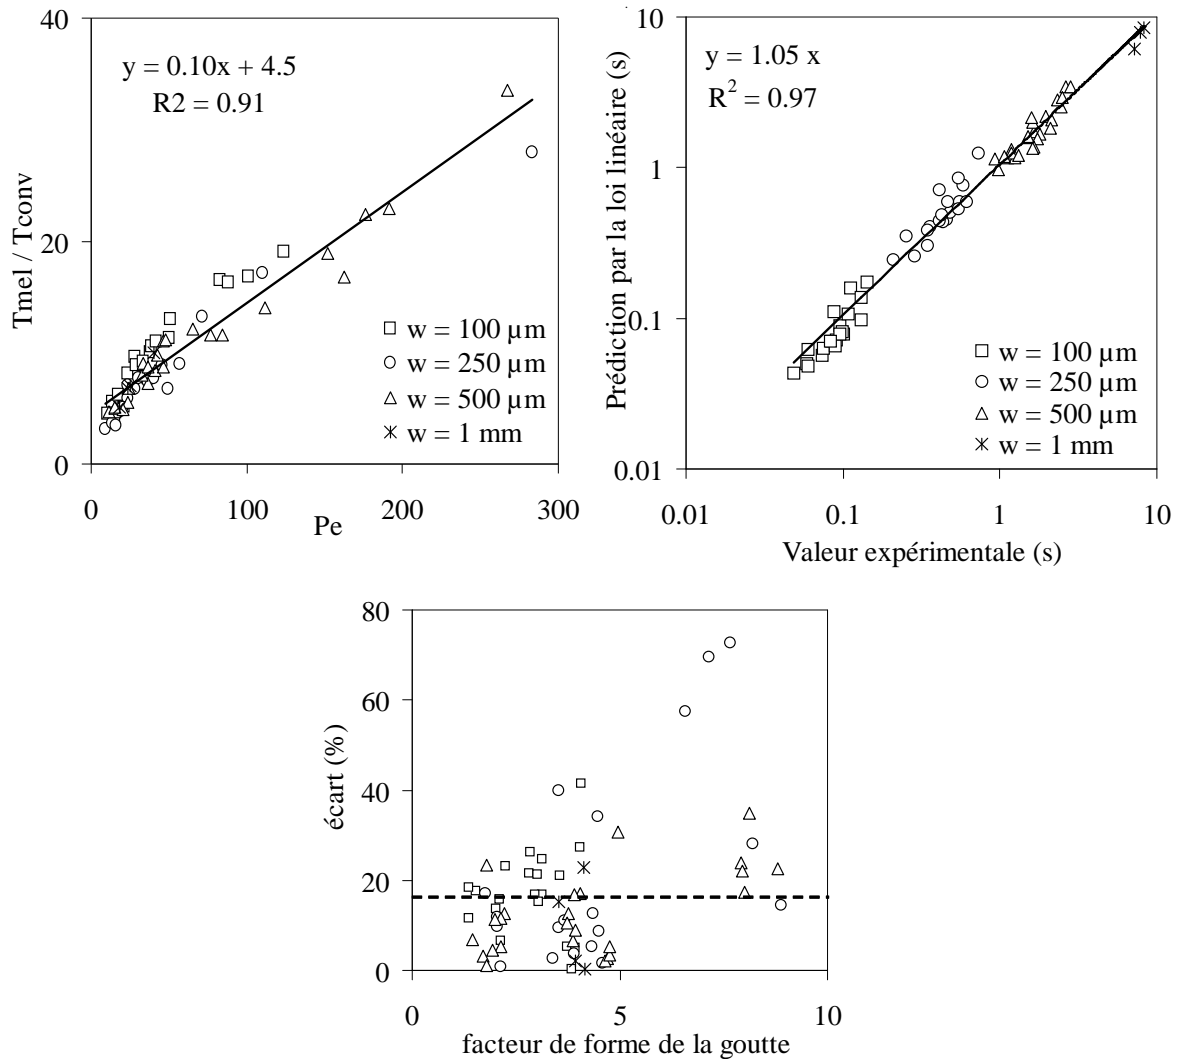 40
20
0
Tmel / Tconv
y = 0.10x + 4.5
R2 = 0.91
w = 100 µm
w = 250 µm
w = 500 µm
w = 1 mm
0
100
200
300
Pe
10
1
0.1
0.01
Prédiction par la loi linéaire (s)
y = 1.05 x
R² = 0.97
w = 100 µm
w = 250 µm
w = 500 µm
w = 1 mm
0.01
0.1
1
10
Valeur expérimentale (s)
80
60
40
20
0
écart (%)
0
5
10
facteur de forme de la goutte